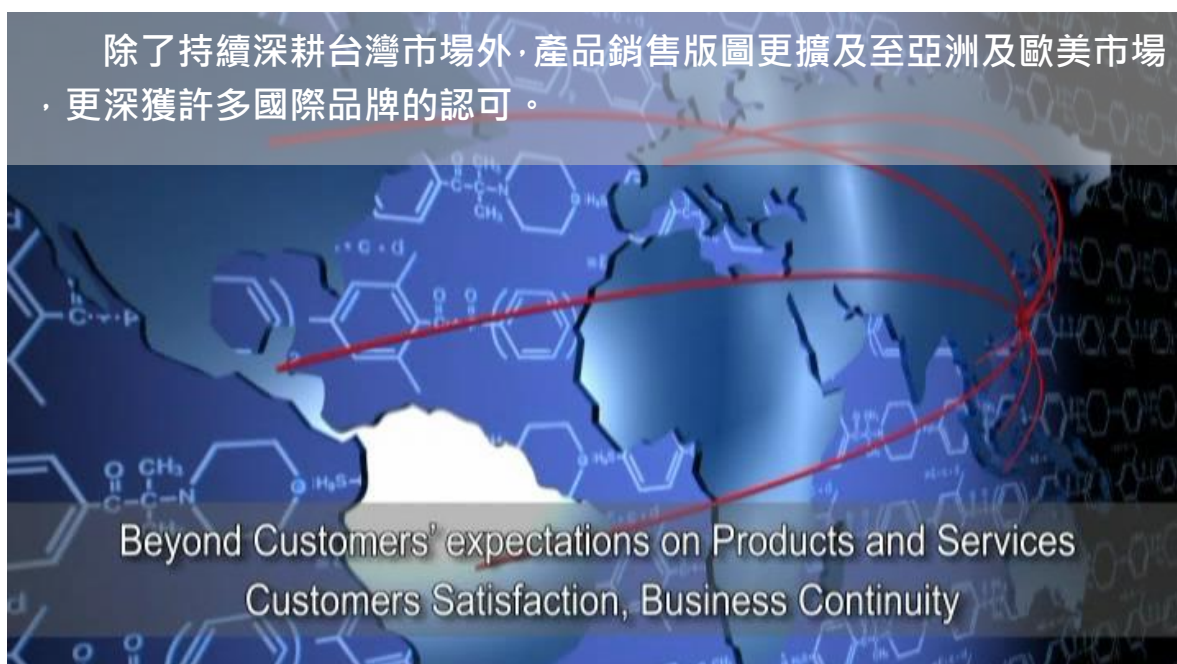 除了持續深耕台灣市場外,產品銷售版圖更擴及至亞洲及歐美市場
,更深獲許多國際品牌的認可。
O CH₃
Beyond Customers' expectations on Products and Services
Customers Satisfaction, Business Continuity